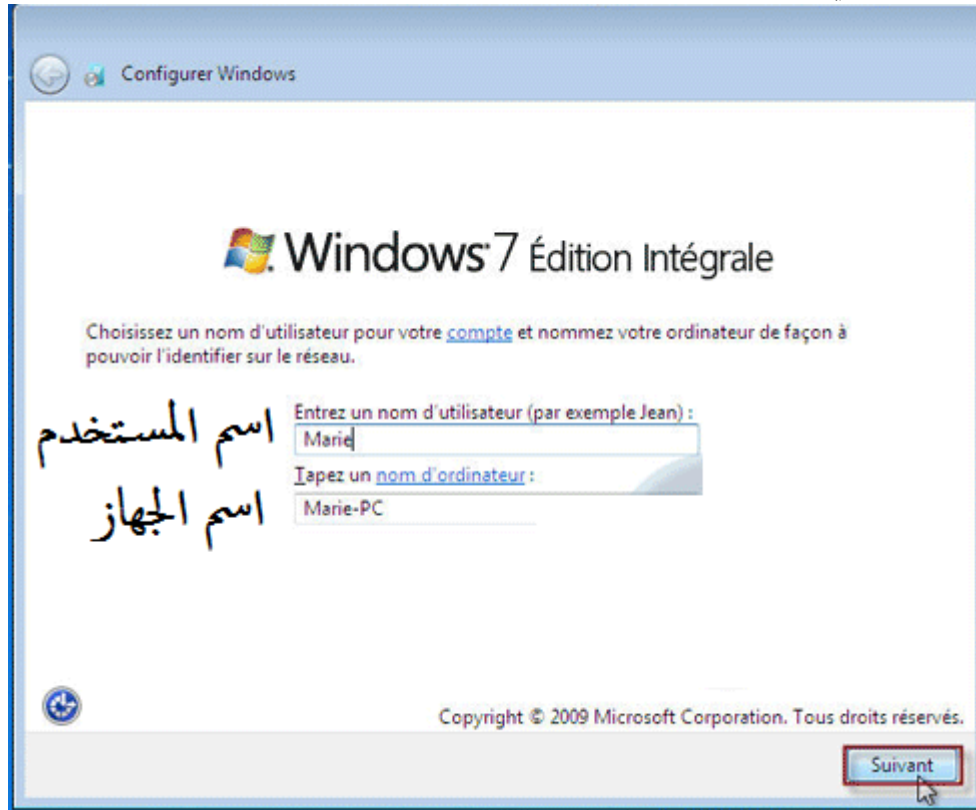 Configurer Windows
Windows 7 Édition Intégrale
Choisissez un nom d'utilisateur pour votre compte et nommez votre ordinateur de façon à
pouvoir l'identifier sur le réseau.
Entrez un nom d'utilisateur (par exemple Jean) :
اسم المستخدم
Marie
Tapez un nom d'ordinateur :
اسم الجهاز
Marie-PC
Copyright © 2009 Microsoft Corporation. Tous droits réservés.
Suivant